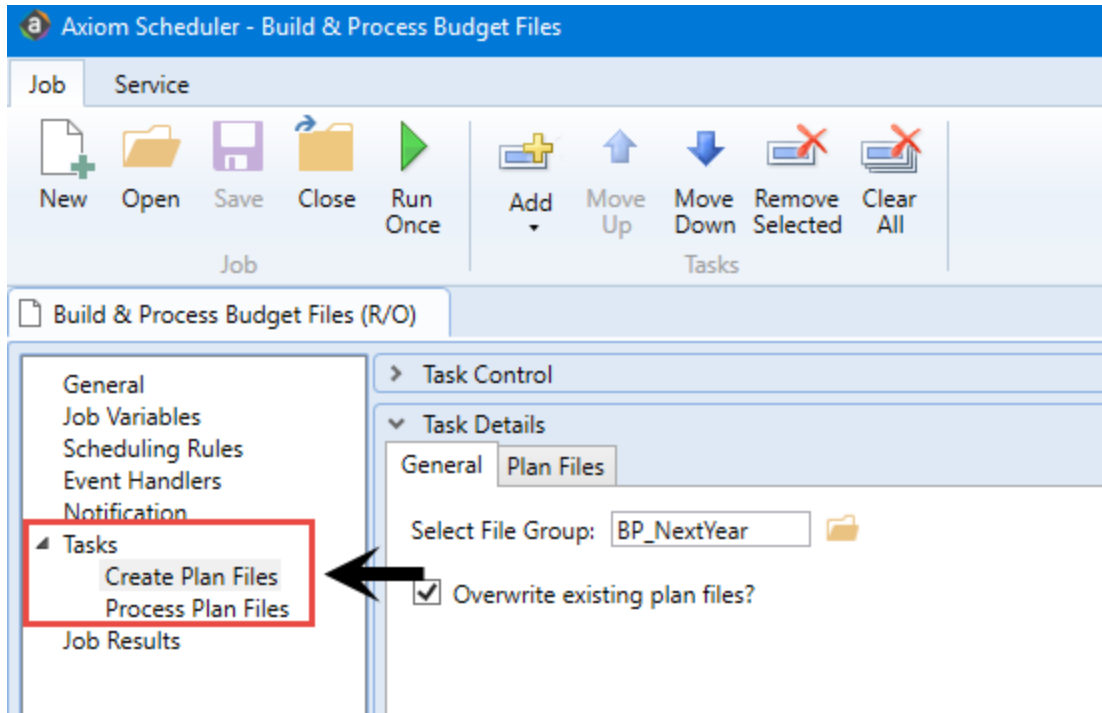 a Axiom Scheduler - Build & Process Budget Files
Job Service
New Open Save Close Run Once Add Move Up Move Down Remove Selected Clear All
Job Tasks
Build & Process Budget Files (R/O)
General
Job Variables
Scheduling Rules
Event Handlers
Notification
Tasks
Create Plan Files
Process Plan Files
Job Results
Task Control
Task Details
General Plan Files
Select File Group: BP_NextYear
Overwrite existing plan files?